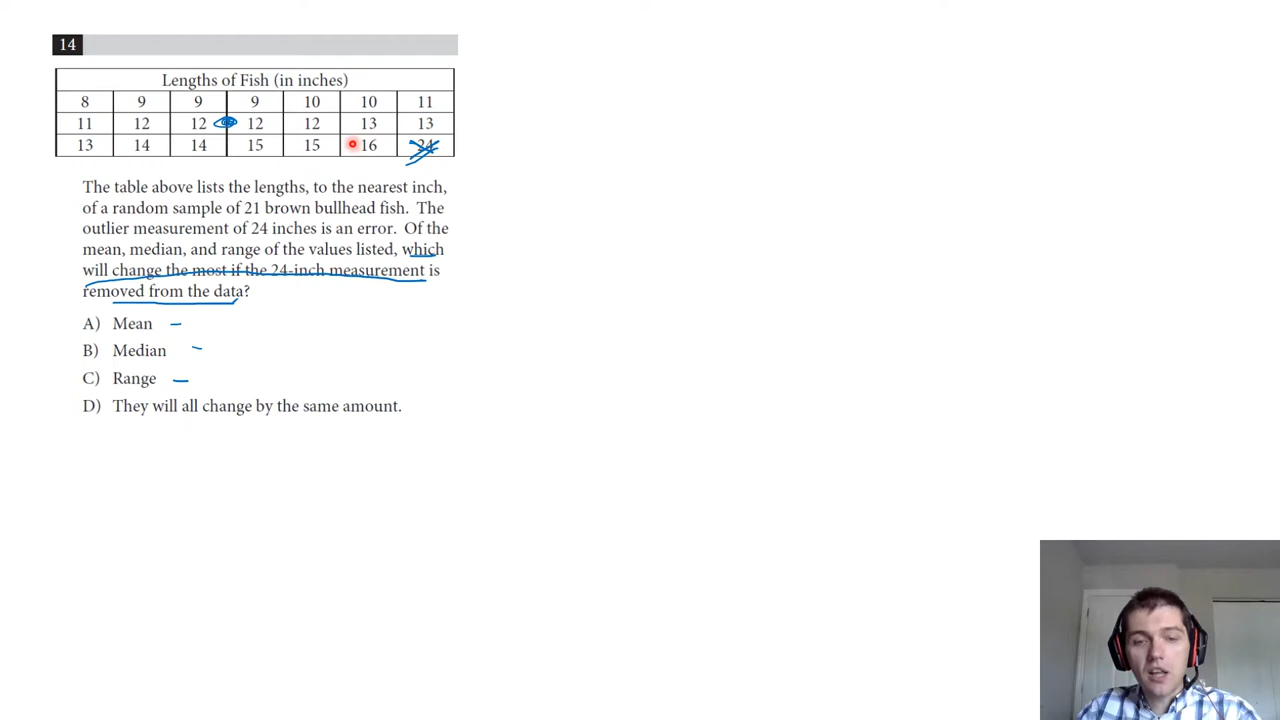 14
Lengths of Fish (in inches)
8 9 9 9 10 10 11
11 12 12 12 12 13 13
13 14 14 15 15 16 24
The table above lists the lengths, to the nearest inch,
of a random sample of 21 brown bullhead fish. The
outlier measurement of 24 inches is an error. Of the
mean, median, and range of the values listed, which
will change the most if the 24-inch measurement is
removed from the data?
A) Mean
B) Median
C) Range
D) They will all change by the same amount.